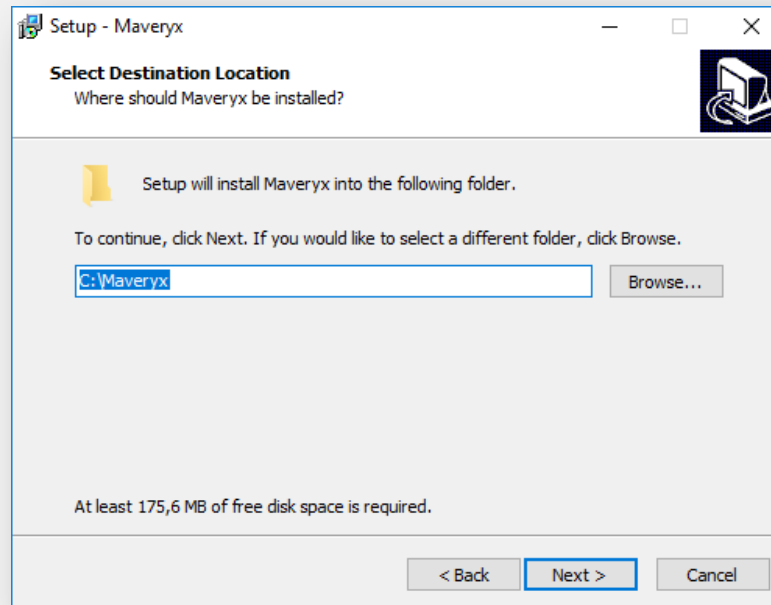 Setup - Maveryx
Select Destination Location
Where should Maveryx be installed?
Setup will install Maveryx into the following folder.
To continue, click Next. If you would like to select a different folder, click Browse.
C:\Maveryx
Browse...
At least 175,6 MB of free disk space is required.
< Back
Next >
Cancel